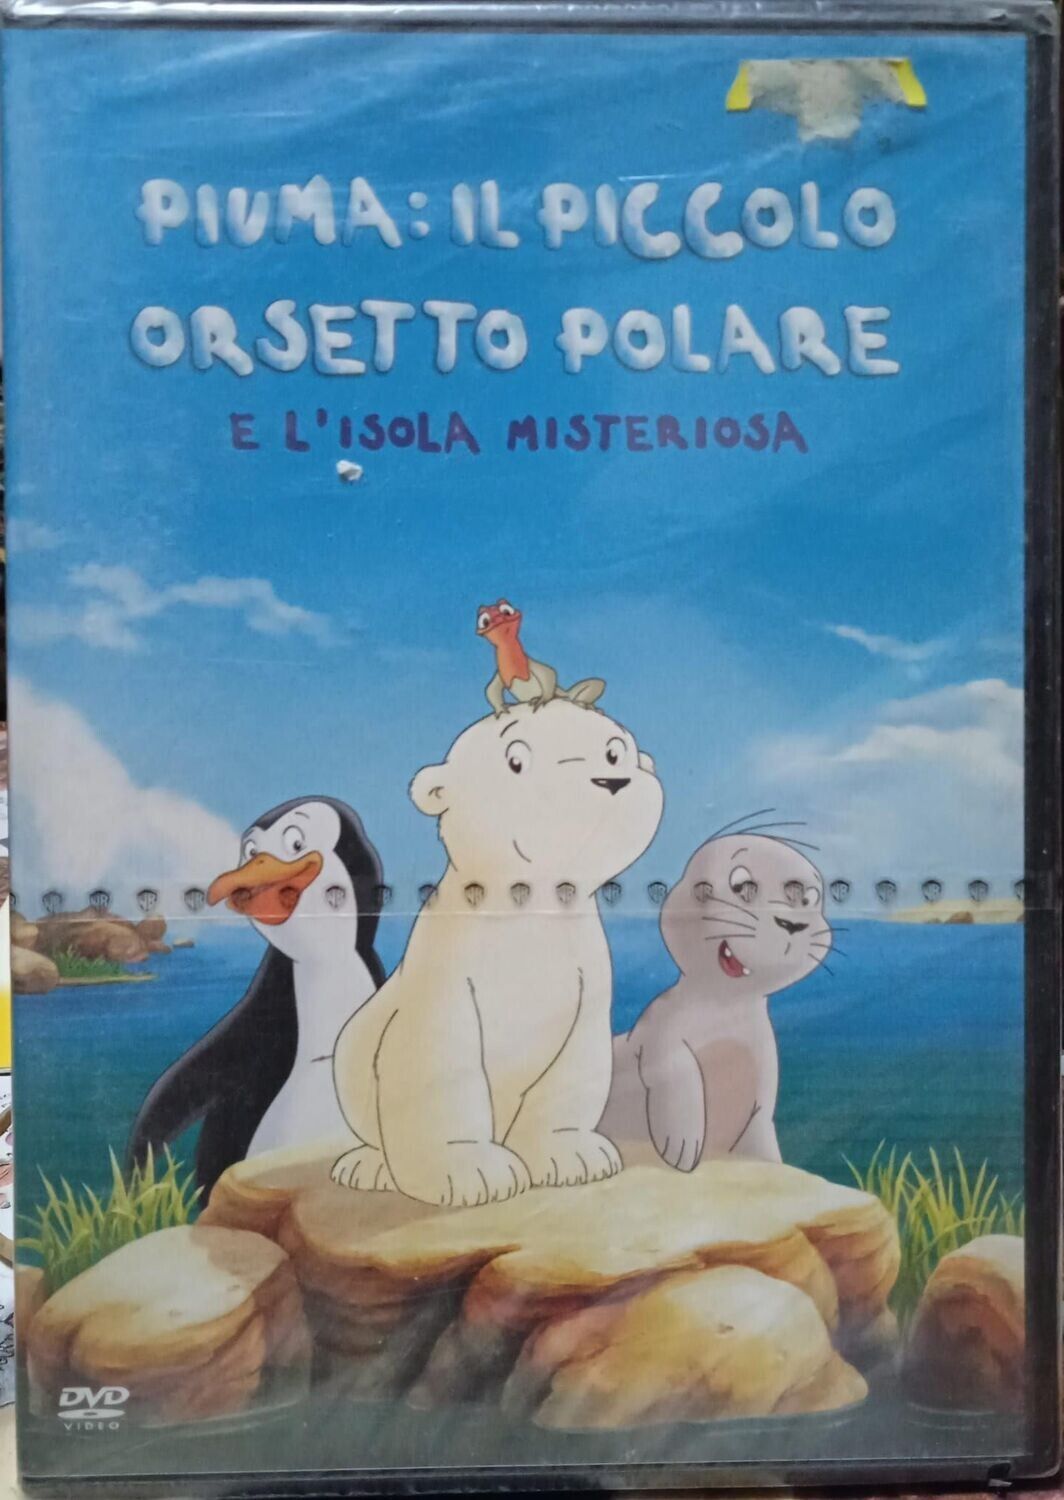 PIUMA: IL PICCOLO
ORSETTO POLARE
E L'ISOLA MISTERIOSA
DVD
VIDEO